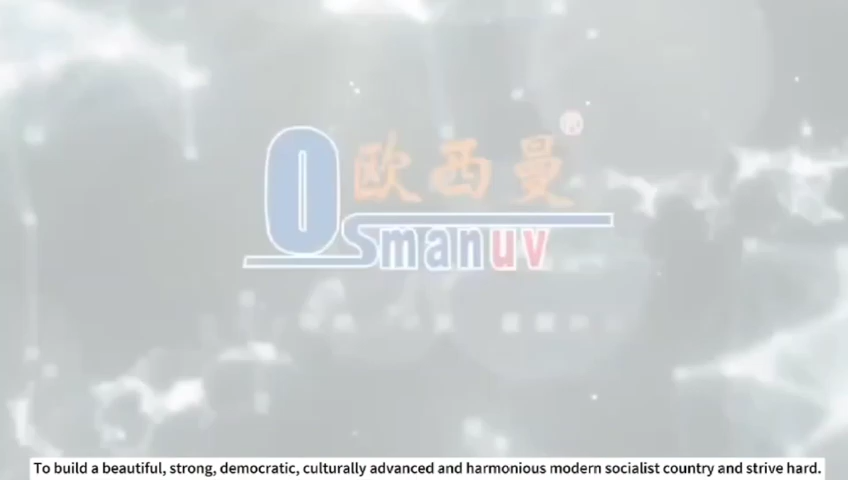 欧西曼®
Osmanuv
To build a beautiful, strong, democratic, culturally advanced and harmonious modern socialist country and strive hard.